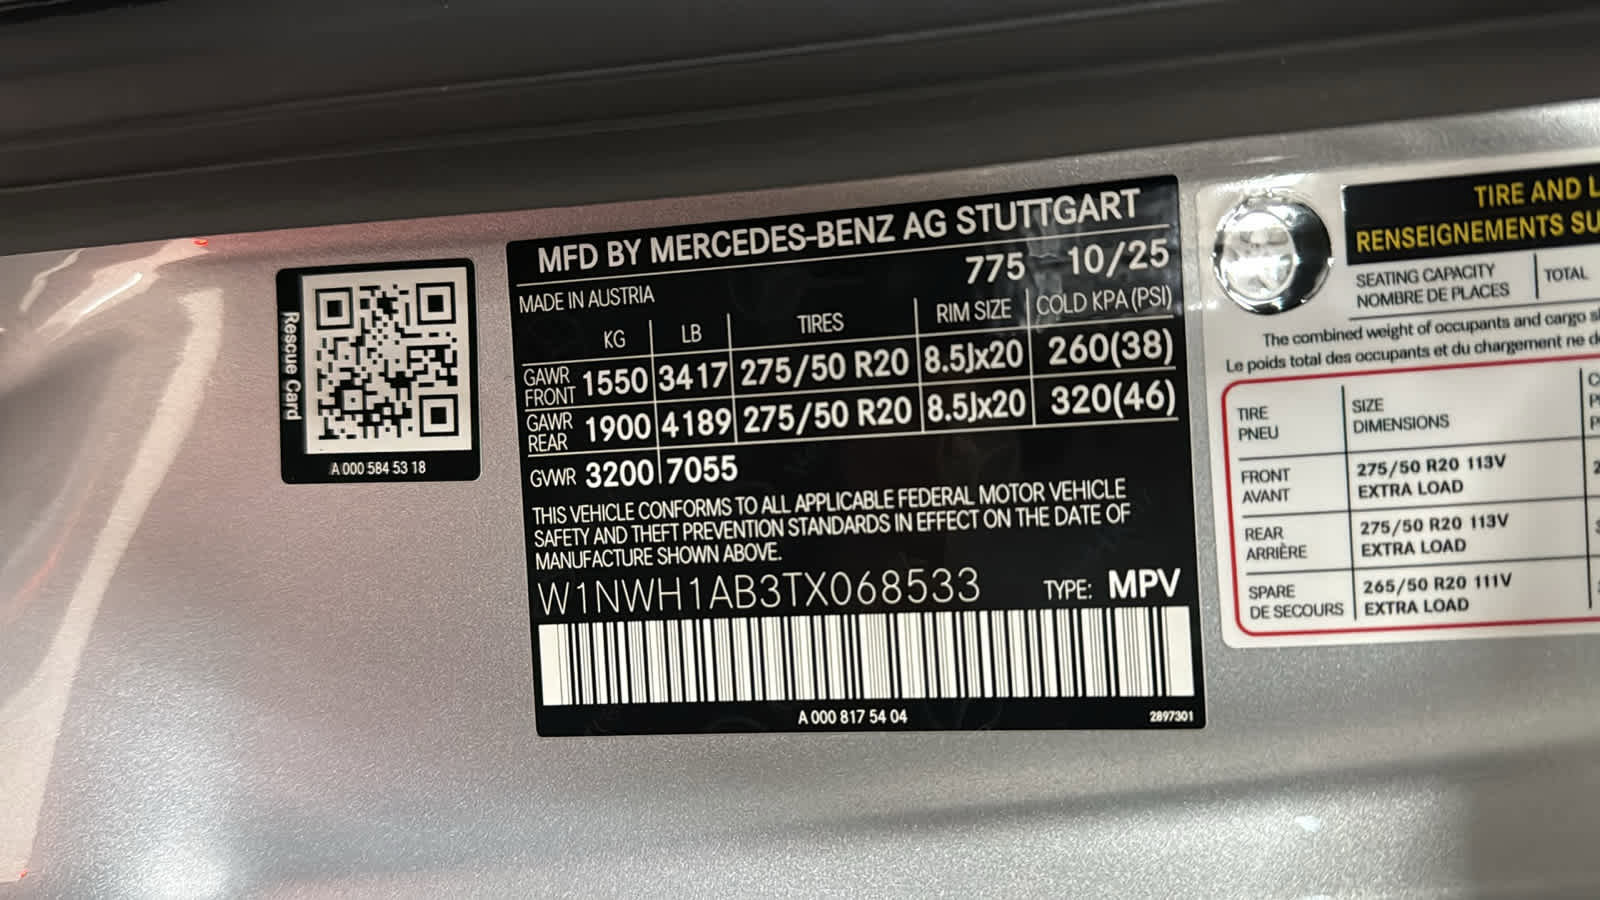 Rescue Card
A 000 584 53 18
MFD BY MERCEDES-BENZ AG STUTTGART
775 10/25
MADE IN AUSTRIA
KG LB TIRES RIM SIZE COLD KPA (PSI)
GAWR FRONT 1550 3417 275/50 R20 8.5Jx20 260(38)
GAWR REAR 1900 4189 275/50 R20 8.5Jx20 320(46)
GVWR 3200 7055
THIS VEHICLE CONFORMS TO ALL APPLICABLE FEDERAL MOTOR VEHICLE
SAFETY AND THEFT PREVENTION STANDARDS IN EFFECT ON THE DATE OF
MANUFACTURE SHOWN ABOVE.
W1NWH1AB3TX068533 TYPE: MPV
A 000 817 54 04 2897301
TIRE AND L
RENSEIGNEMENTS SU
SEATING CAPACITY TOTAL
NOMBRE DE PLACES
The combined weight of occupants and cargo s
Le poids total des occupants et du chargement ne d
TIRE SIZE
PNEU DIMENSIONS
FRONT 275/50 R20 113V
AVANT EXTRA LOAD
REAR 275/50 R20 113V
ARRIÈRE EXTRA LOAD
SPARE 265/50 R20 111V
DE SECOURS EXTRA LOAD